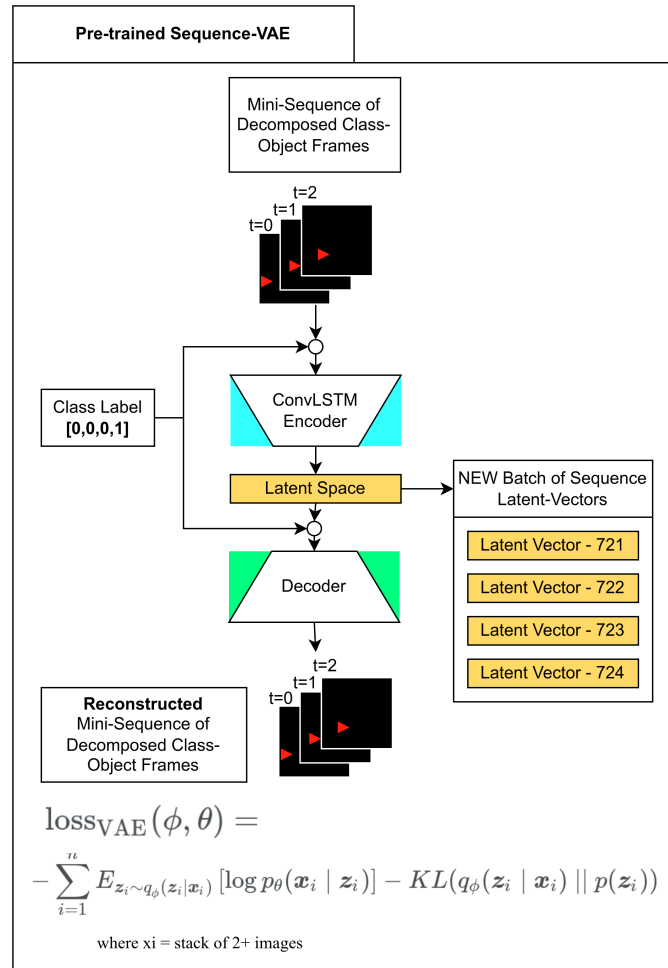 Pre-trained Sequence-VAE
Mini-Sequence of
Decomposed Class-
Object Frames
t=2
t=1
t=0
ConvLSTM
Encoder
Class Label
[0,0,0,1]
Latent Space
NEW Batch of Sequence
Latent-Vectors
Latent Vector - 721
Latent Vector - 722
Latent Vector - 723
Latent Vector - 724
Decoder
t=2
t=1
t=0
Reconstructed
Mini-Sequence of
Decomposed Class-
Object Frames
loss_VAE(ϕ, θ) =
− ∑_{i=1}^{n} E_{z_i∼q_ϕ(z_i|x_i)} [log p_θ(x_i | z_i)] − KL(q_ϕ(z_i | x_i) || p(z_i))
where xi = stack of 2+ images